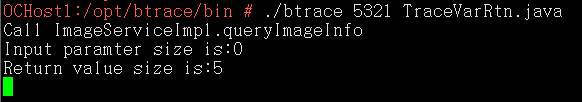 OCHost1:/opt/btrace/bin # ./btrace 5321 TraceVarRtn.java
Call ImageServiceImpl.queryImageInfo
Input paramter size is:0
Return value size is:5